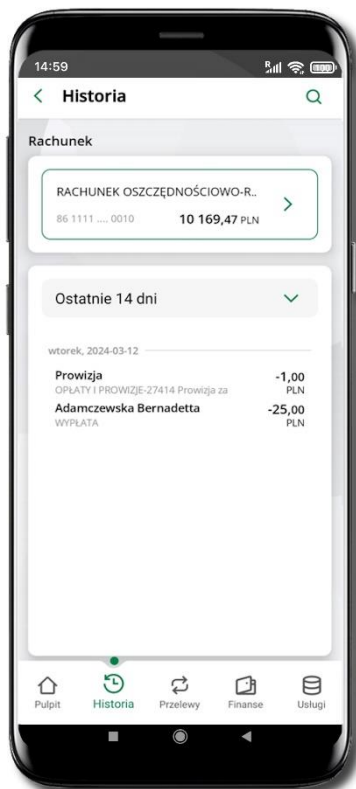 14:59
R
100
Historia
Rachunek
RACHUNEK OSZCZĘDNOŚCIOWO-R..
86 1111 .... 0010 10 169,47 PLN
Ostatnie 14 dni
wtorek, 2024-03-12
Prowizja -1,00
OPŁATY I PROWIZJE-27414 Prowizja za PLN
Adamczewska Bernadetta -25,00
WYPŁATA PLN
Pulpit Historia Przelewy Finanse Usługi